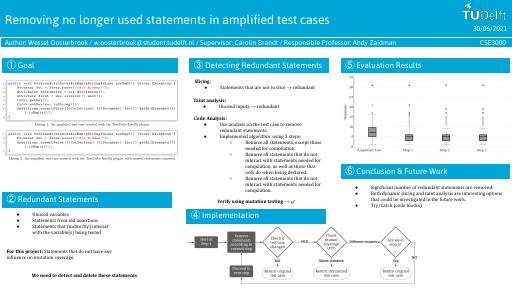 Removing no longer used statements in amplified test cases
TUDelft
30/06/2021
Author: Wessel Oosterbroek / w.oosterbroek@student.tudelft.nl / Supervisor: Carolin Brandt / Responsible Professor: Andy Zaidman
CSE3000
① Goal
Listing 1: An amplified test case created with the TestCube IntelliJ plugin.
Listing 2: An amplified test case created with the TestCube IntelliJ plugin, with unused statements removed.
② Redundant Statements
● Unused variables
● Statements from old assertions
● Statements that (indirectly) interact
with the variable(s) being tested
For this project: Statements that do not have any
influence on mutation coverage.
We need to detect and delete these statements
③ Detecting Redundant Statements
Slicing:
● Statements that are not in slice → redundant
Taint analysis:
● Unused inputs → redundant
Code Analysis:
● Use analysis on the test case to remove
redundant statements.
● Implemented algorithm using 3 steps:
○ Remove all statements, except those
needed for compilation.
○ Remove all statements that do not
interact with statements needed for
compilation.
○ Remove all statements that do not
interact with statements needed for
compilation, as well as those that
only do when being declared.
Verify using mutation testing → ✓
④ Implementation
Start at
Step 1
Remove
statements
according to
current step
Check if
test case
changed
Check
mutant
coverage
(PIT)
Different mutants
Are we at
step 3?
NO
Same mutants
Yes
NO
Proceed to
next step
Return original
test case
Return minimized
test case
Return original
test case
⑤ Evaluation Results
Amplified Test
Step 1
Step 2
Step 3
⑥ Conclusion & Future Work
● Significant number of redundant statements are removed.
● Both dynamic slicing and taint analysis are interesting options
that could be investigated in the future work.
● Try/Catch (code blocks)